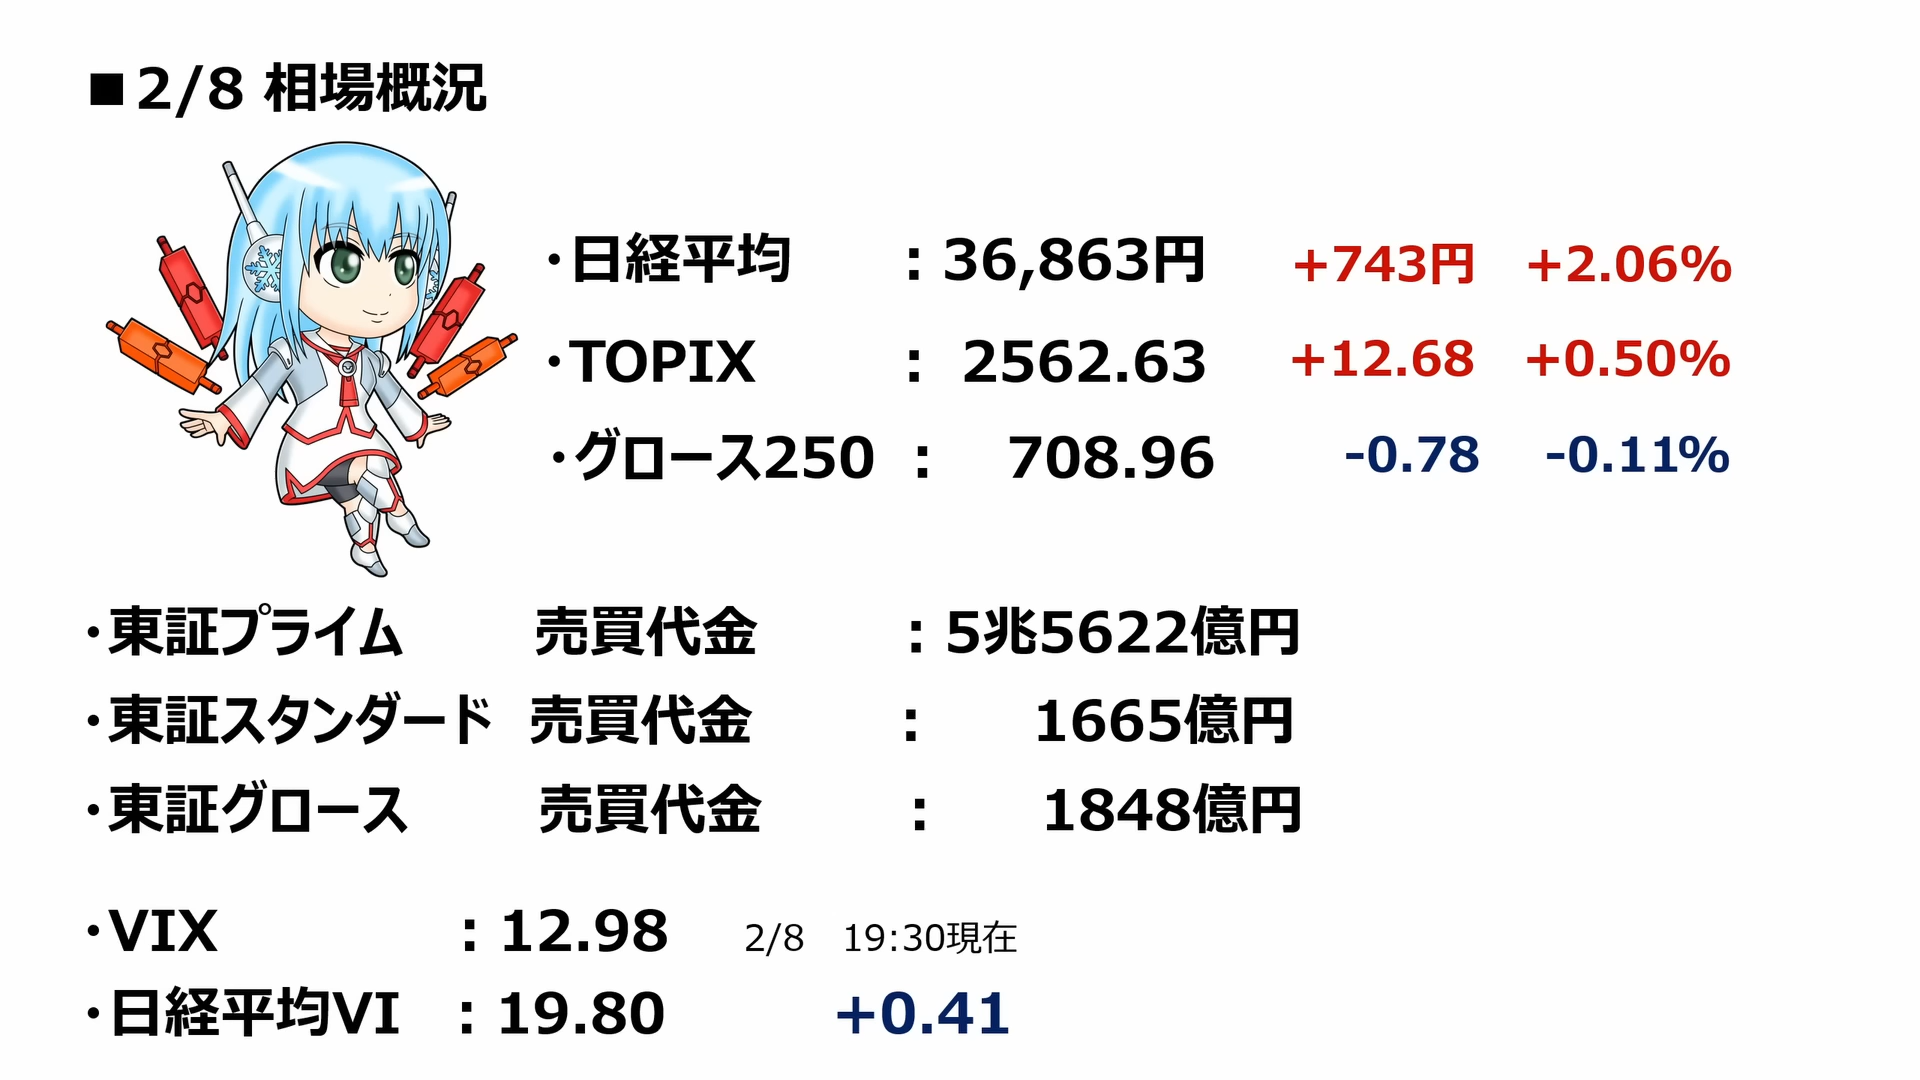 ■2/8 相場概況
・日経平均 ：36,863円 +743円 +2.06%
・TOPIX ： 2562.63 +12.68 +0.50%
・グロース250 ： 708.96 -0.78 -0.11%
・東証プライム 売買代金 ：5兆5622億円
・東証スタンダード 売買代金 ： 1665億円
・東証グロース 売買代金 ： 1848億円
・VIX ：12.98 2/8 19:30現在
・日経平均VI ：19.80 +0.41